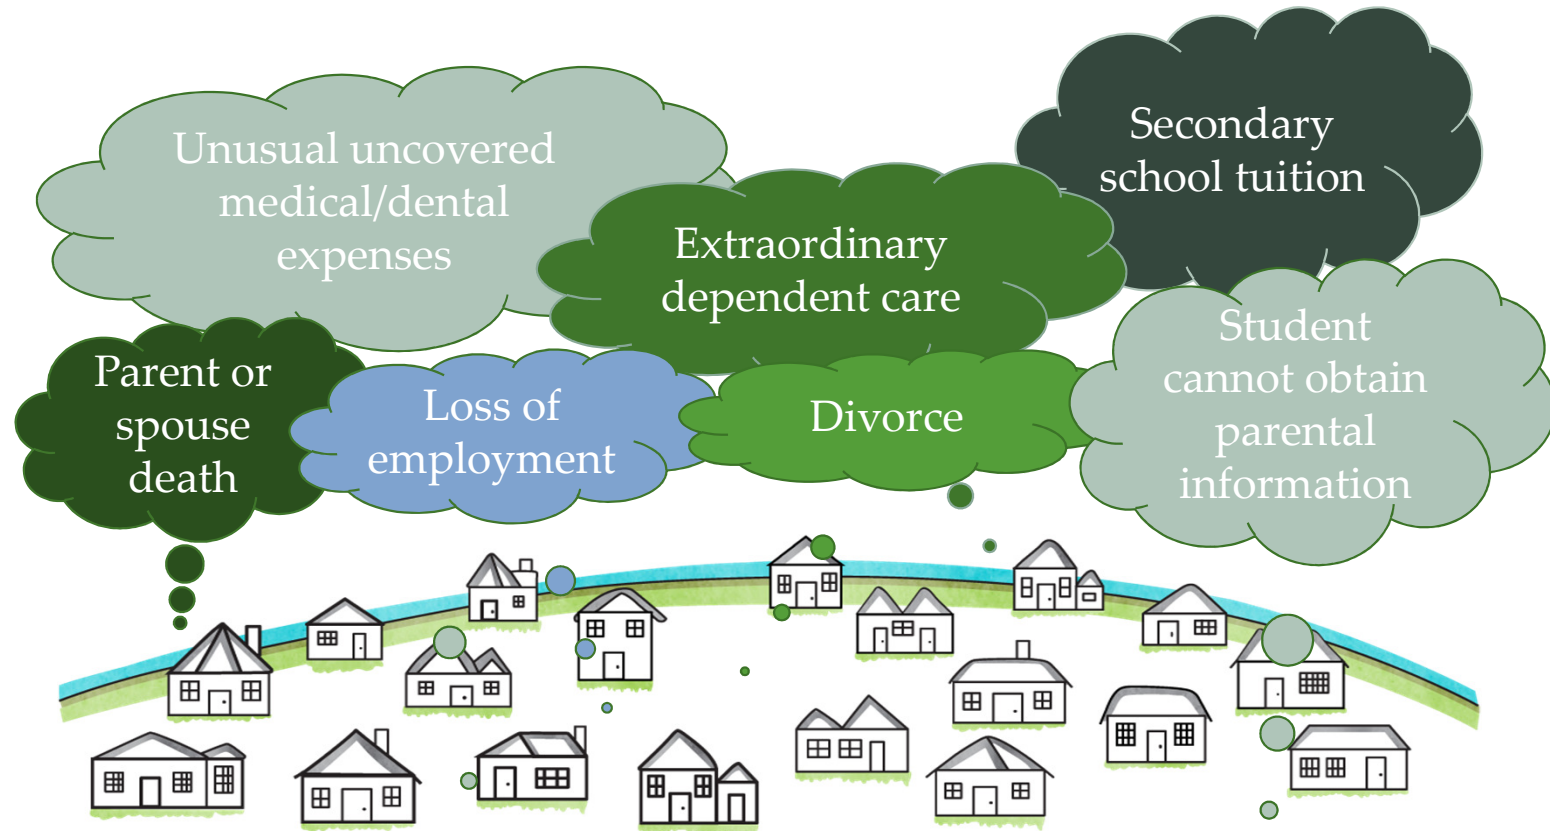 Unusual uncovered
medical/dental
expenses
Secondary
school tuition
Extraordinary
dependent care
Parent or
spouse
death
Loss of
employment
Divorce
Student
cannot obtain
parental
information